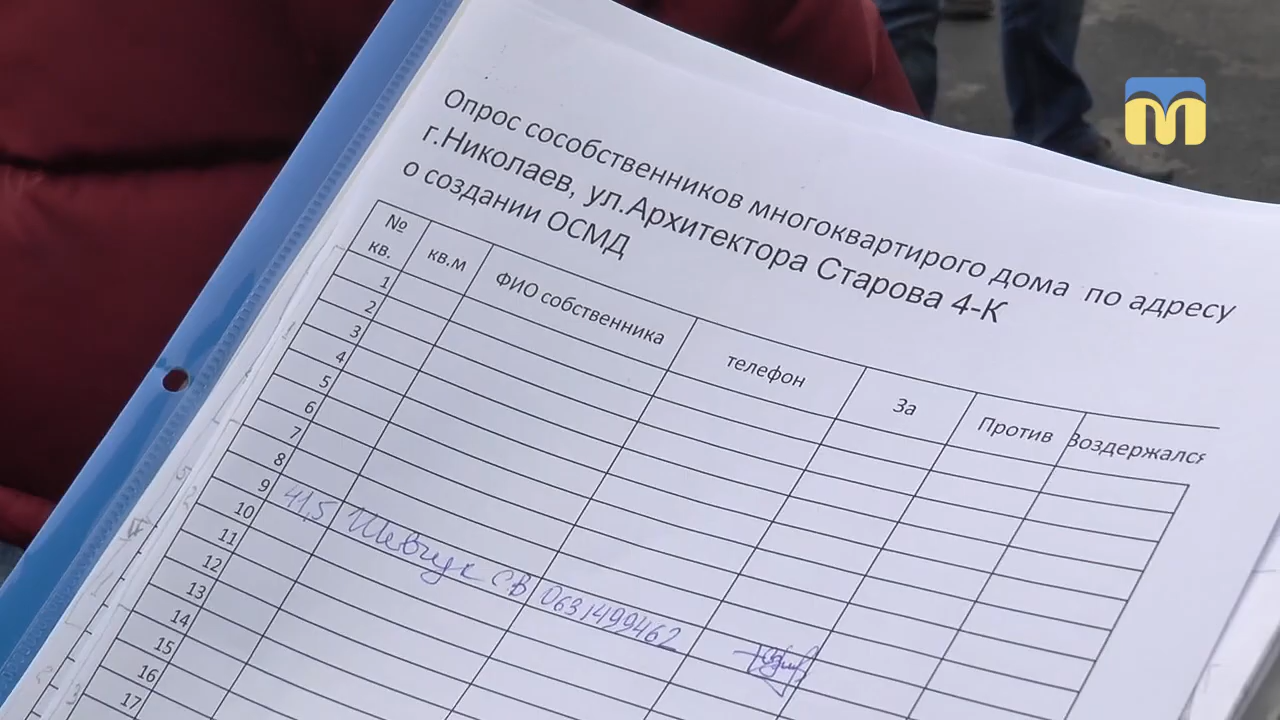 Опрос сособственников многоквартирого дома по адресу
г.Николаев, ул.Архитектора Старова 4-К
о создании ОСМД
№ кв. кв.м ФИО собственника телефон За Против Воздержался
1
2
3
4
5
6
7
8
9 41,5 Шевчук С В 0631499462
10
11
12
13
14
15
16
17
M